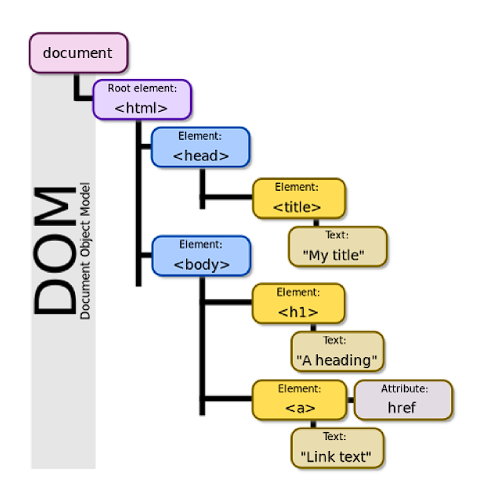 document
Root element:
<html>
Element:
<head>
Element:
<title>
Text:
"My title"
Element:
<body>
Element:
<h1>
Text:
"A heading"
Element:
<a>
Attribute:
href
Text:
"Link text"
DOM
Document Object Model